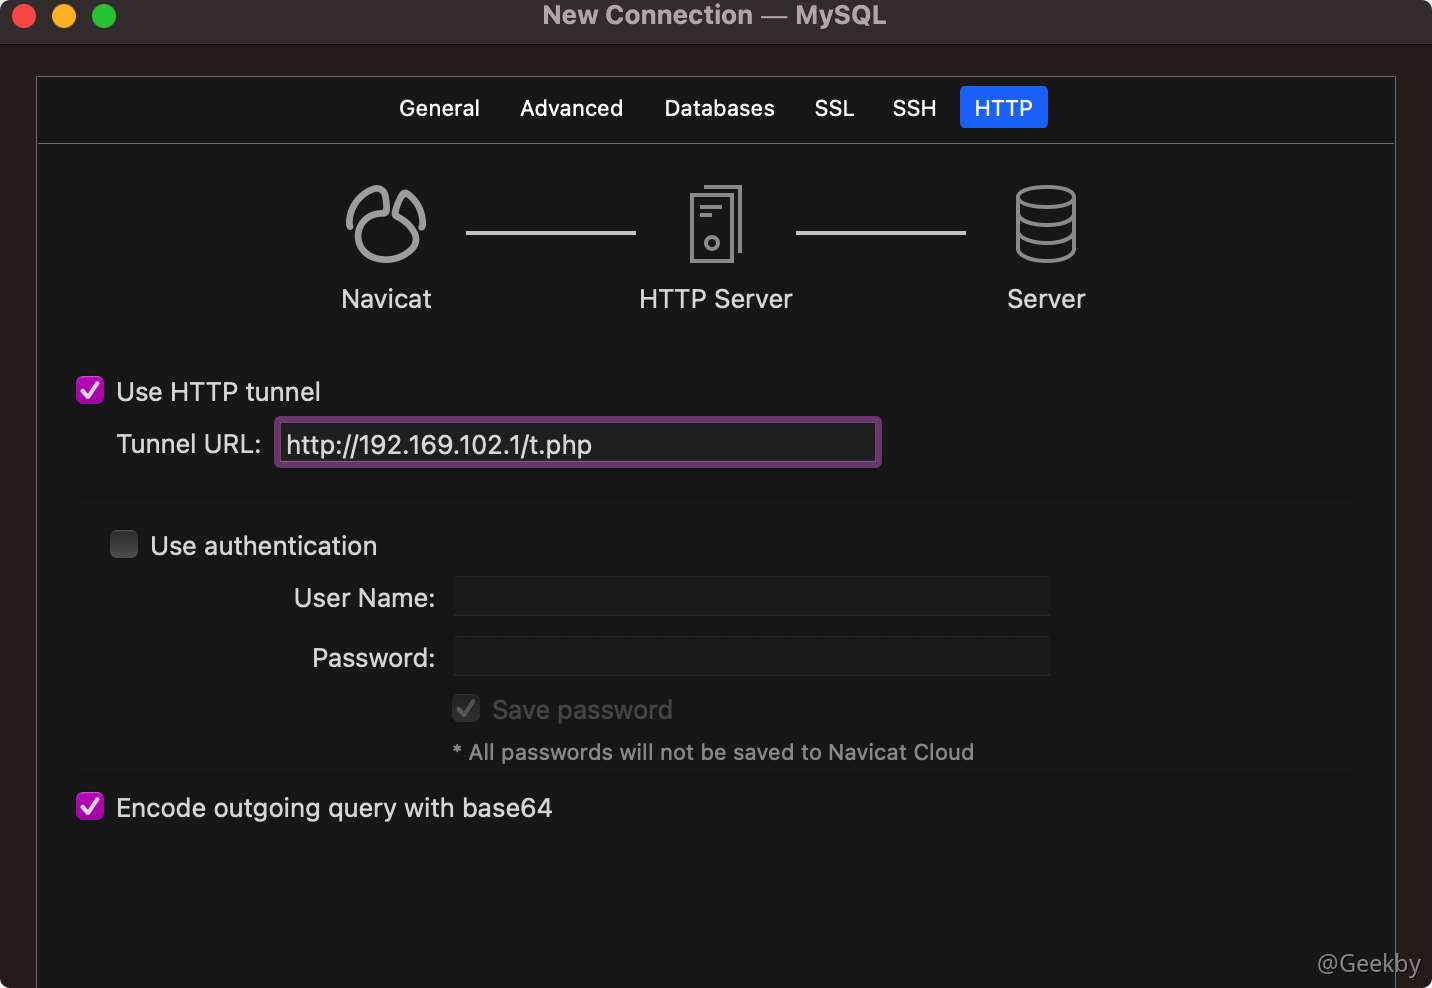 New Connection — MySQL
General Advanced Databases SSL SSH HTTP
Navicat HTTP Server Server
Use HTTP tunnel
Tunnel URL: http://192.169.102.1/t.php
Use authentication
User Name:
Password:
Save password
* All passwords will not be saved to Navicat Cloud
Encode outgoing query with base64
@Geekby